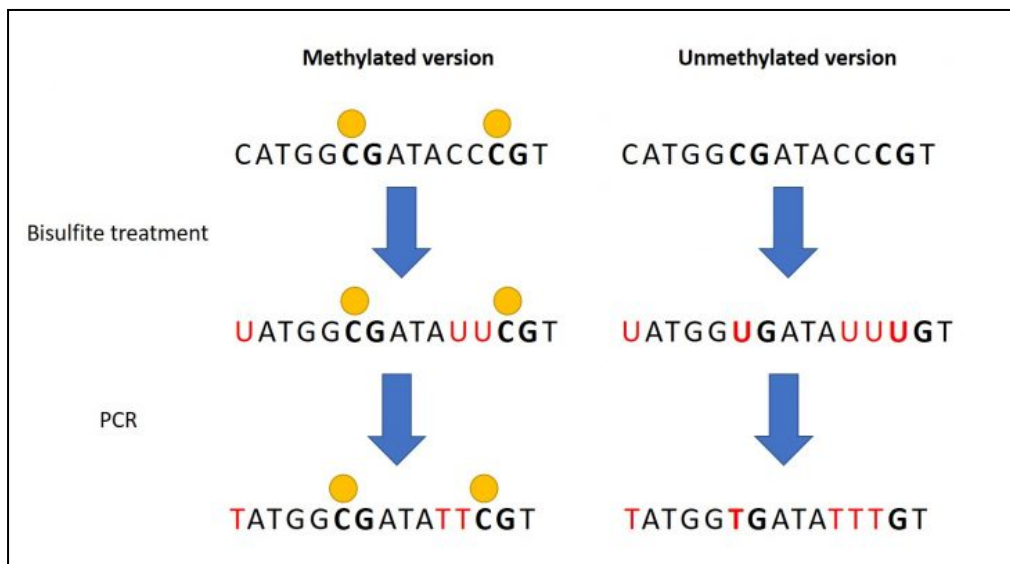 Methylated version Unmethylated version
CATGGCGATACCCGT CATGGCGATACCCGT
Bisulfite treatment
UATGGCGATAUUCGT UATGGUGATAUUUGT
PCR
TATGGCGATATTCGT TATGGTGATATTTGT